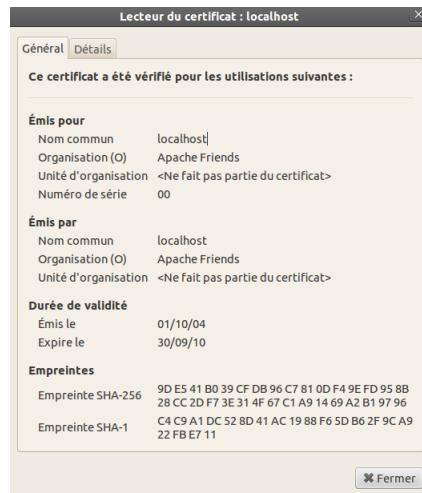 Lecteur du certificat : localhost
Général Détails
Ce certificat a été vérifié pour les utilisations suivantes :
Émis pour
Nom commun localhost
Organisation (O) Apache Friends
Unité d'organisation <Ne fait pas partie du certificat>
Numéro de série 00
Émis par
Nom commun localhost
Organisation (O) Apache Friends
Unité d'organisation <Ne fait pas partie du certificat>
Durée de validité
Émis le 01/10/04
Expire le 30/09/10
Empreintes
Empreinte SHA-256 9D E5 41 B0 39 CF DB 96 C7 81 0D F4 9E FD 95 8B
28 CC 2D F7 3E 31 4F 67 C1 A9 14 69 A2 B1 97 96
Empreinte SHA-1 C4 C9 A1 DC 52 8D 41 AC 19 88 F6 5D B6 2F 9C A9
22 FB E7 11
Fermer